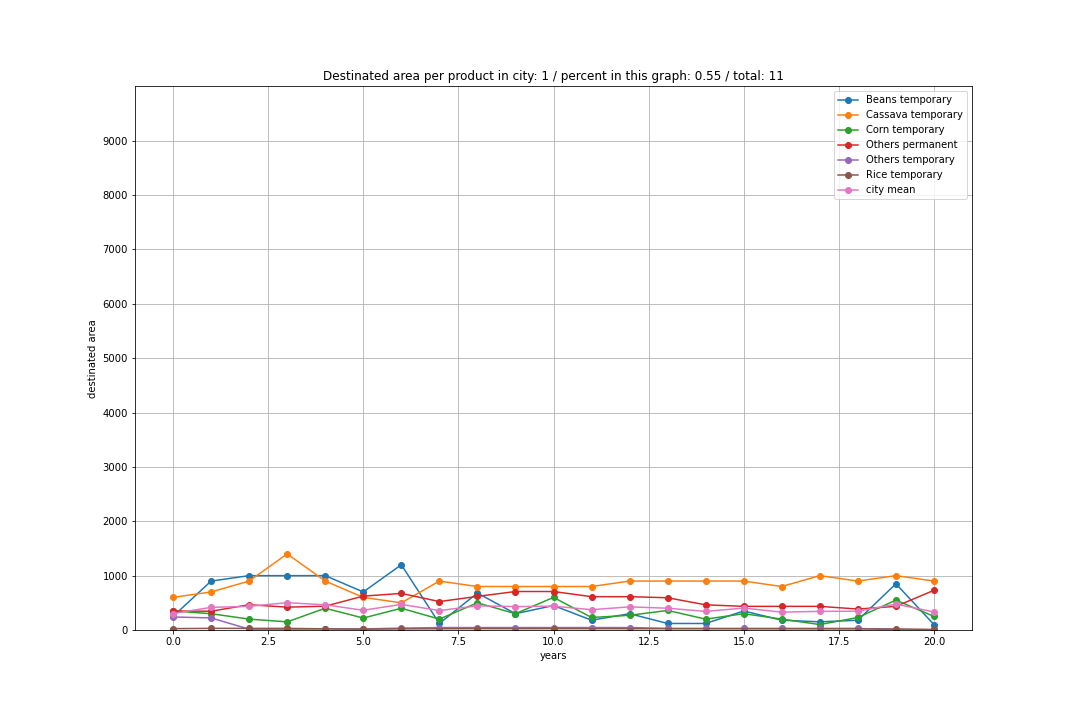 Destinated area per product in city: 1 / percent in this graph: 0.55 / total: 11
Beans temporary
Cassava temporary
Corn temporary
Others permanent
Others temporary
Rice temporary
city mean
destinated area
9000
8000
7000
6000
5000
4000
3000
2000
1000
0
0.0 2.5 5.0 7.5 10.0 12.5 15.0 17.5 20.0
years